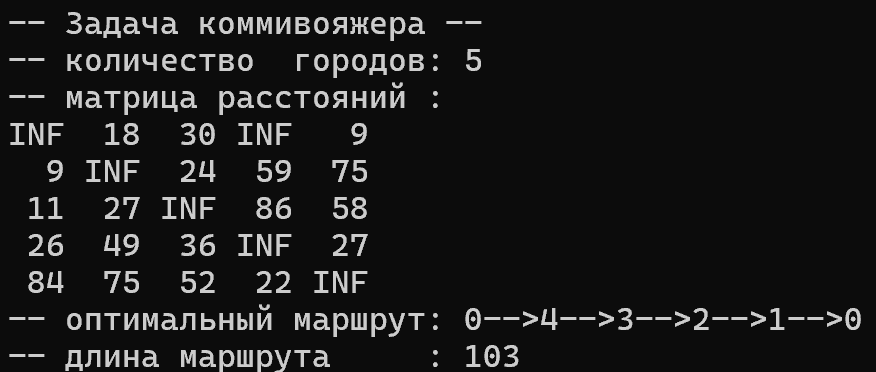 -- Задача коммивояжера --
-- количество  городов: 5
-- матрица расстояний :
INF  18  30 INF   9
  9 INF  24  59  75
 11  27 INF  86  58
 26  49  36 INF  27
 84  75  52  22 INF
-- оптимальный маршрут: 0-->4-->3-->2-->1-->0
-- длина маршрута     : 103